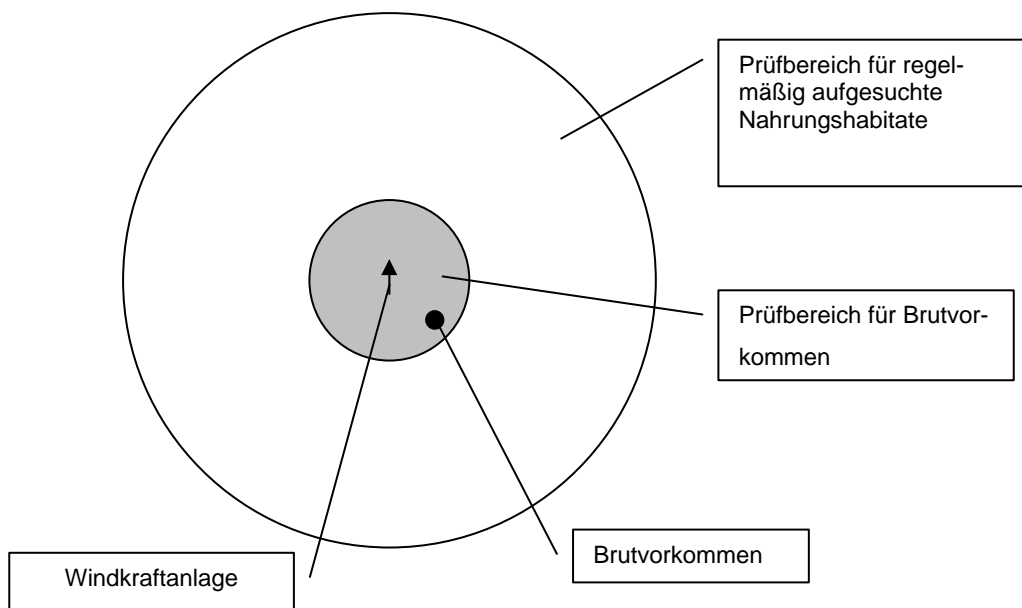 Prüfbereich für regel-
mäßig aufgesuchte
Nahrungshabitate
Prüfbereich für Brutvor-
kommen
Brutvorkommen
Windkraftanlage